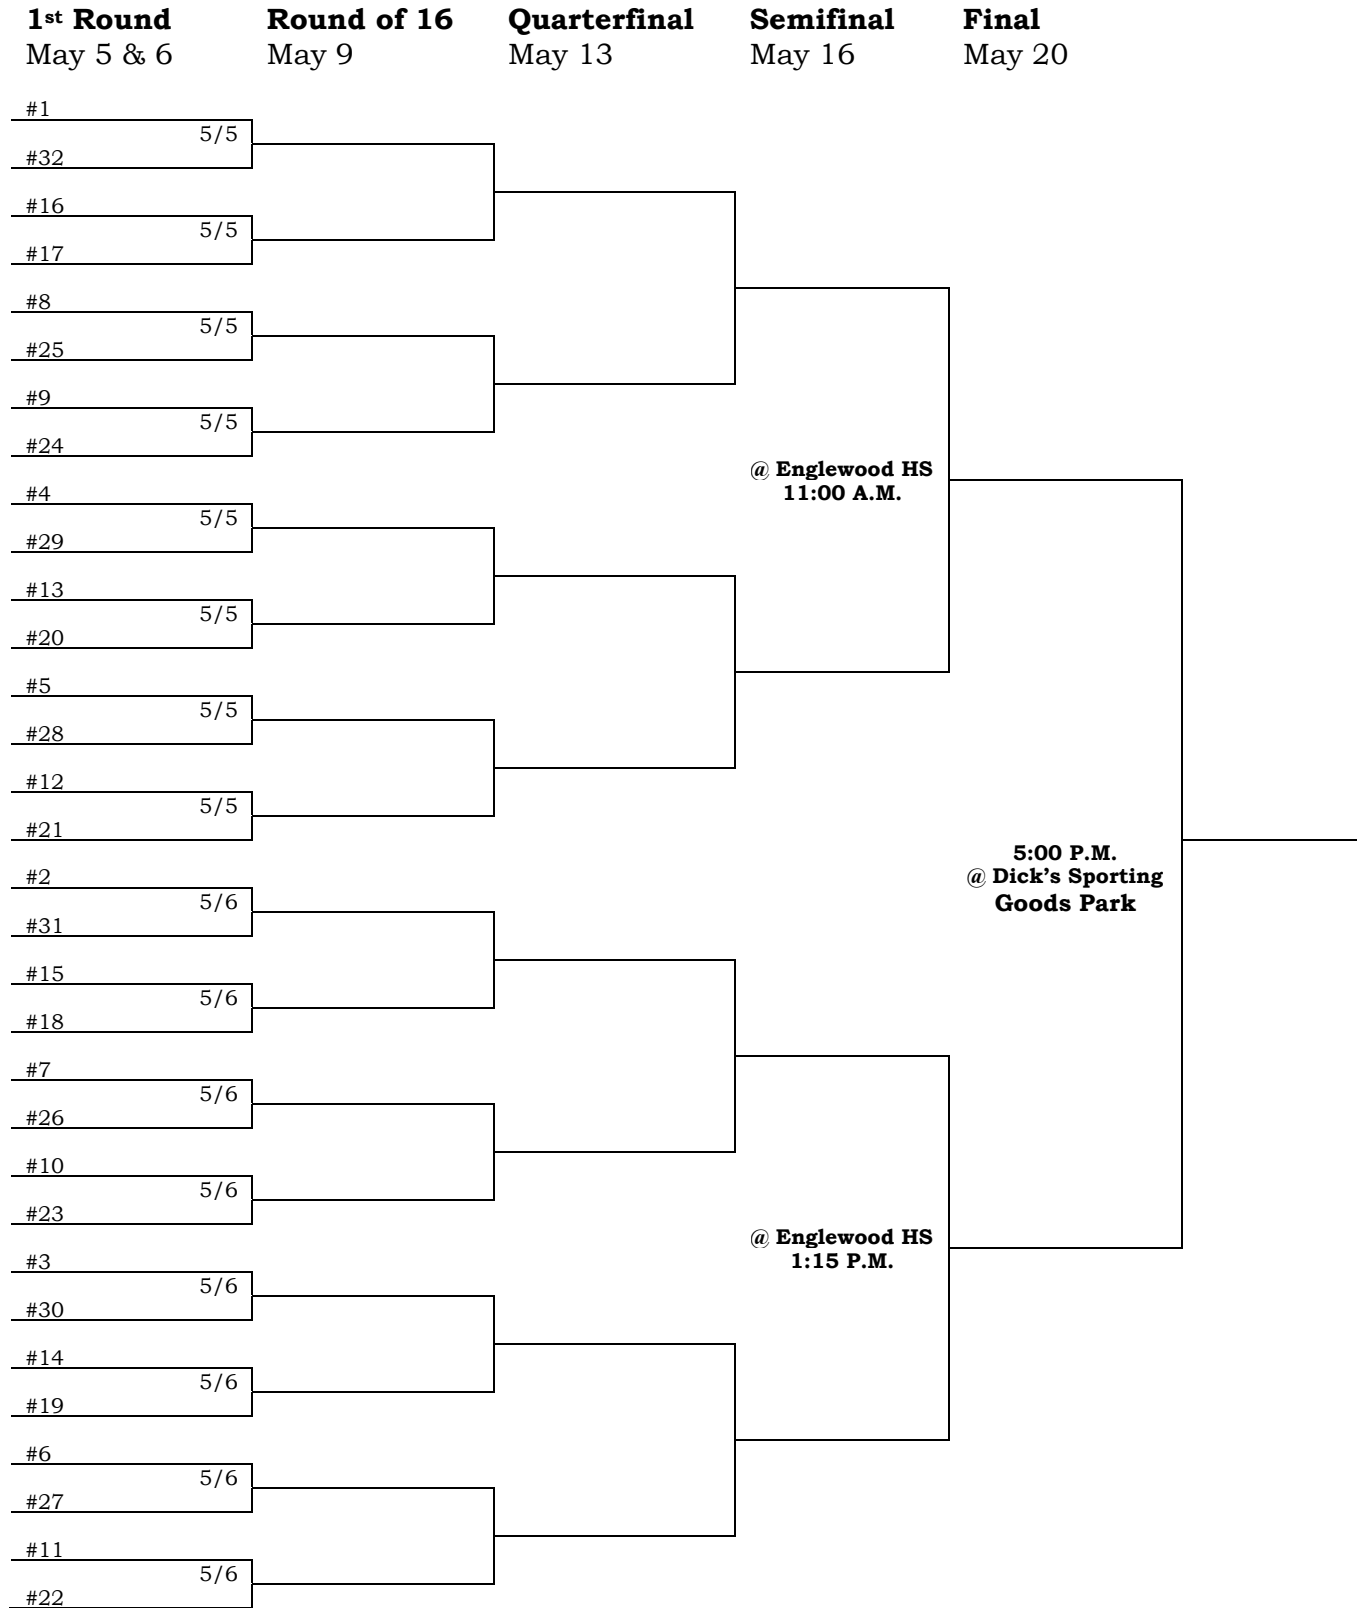 1st Round
May 5 & 6
Round of 16
May 9
Quarterfinal
May 13
Semifinal
May 16
Final
May 20
#1
5/5
#32
#16
5/5
#17
#8
5/5
#25
#9
5/5
#24
#4
5/5
#29
#13
5/5
#20
#5
5/5
#28
#12
5/5
#21
#2
5/6
#31
#15
5/6
#18
#7
5/6
#26
#10
5/6
#23
#3
5/6
#30
#14
5/6
#19
#6
5/6
#27
#11
5/6
#22
@ Englewood HS
11:00 A.M.
@ Englewood HS
1:15 P.M.
5:00 P.M.
@ Dick’s Sporting
Goods Park